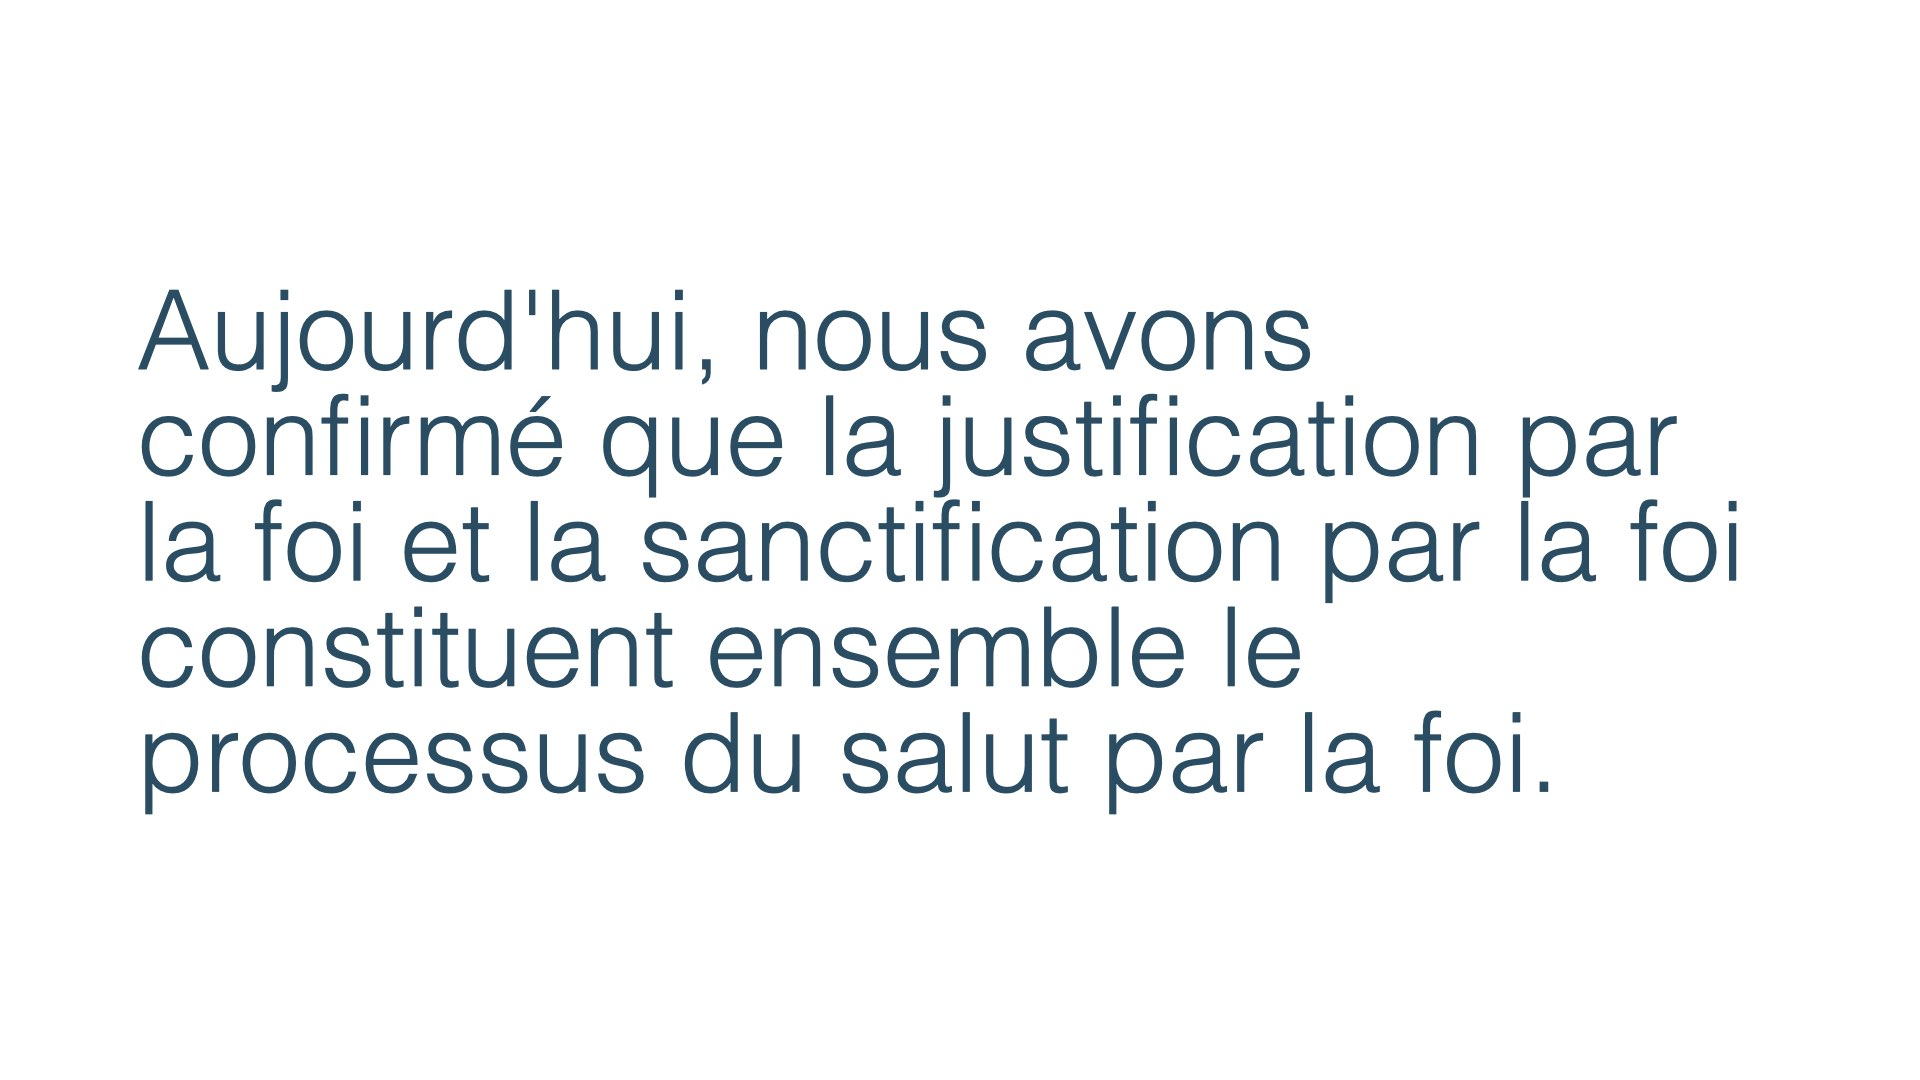 Aujourd'hui, nous avons
confirmé que la justification par
la foi et la sanctification par la foi
constituent ensemble le
processus du salut par la foi.